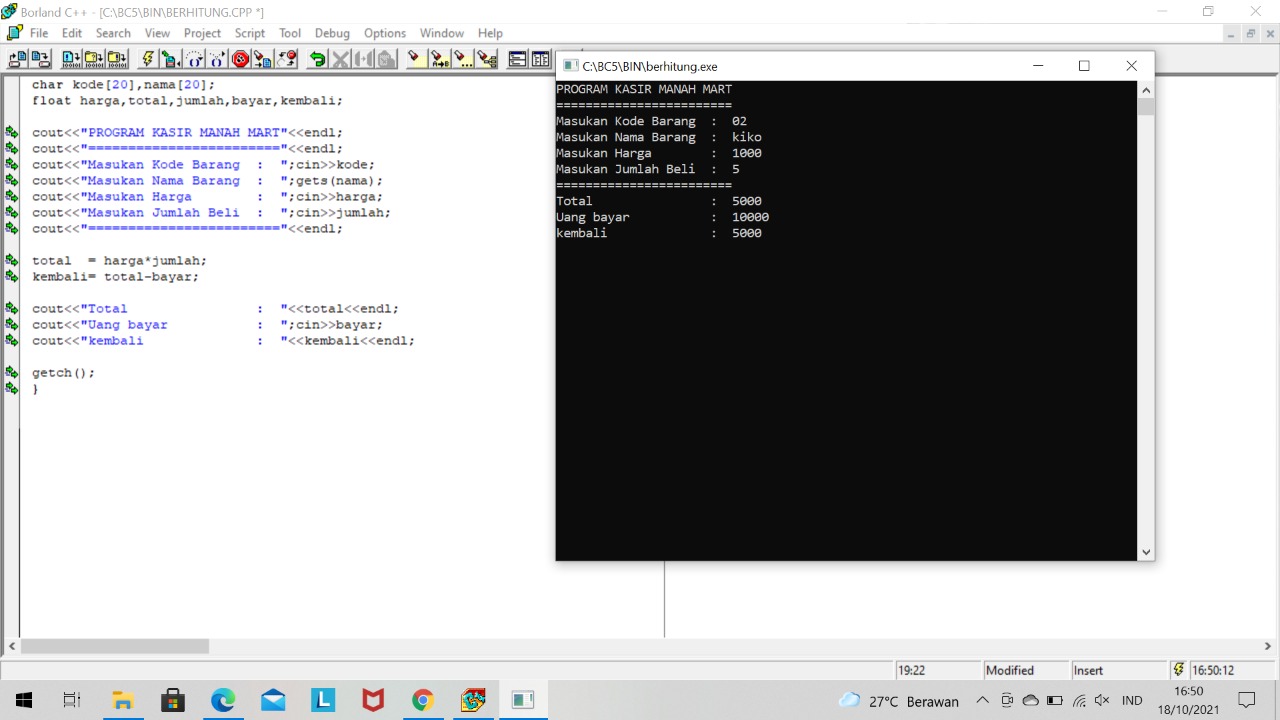 Borland C++ - [C:\BC5\BIN\BERHITUNG.CPP *]
File Edit Search View Project Script Tool Debug Options Window Help
char kode[20],nama[20];
float harga,total,jumlah,bayar,kembali;
cout<<"PROGRAM KASIR MANAH MART"<<endl;
cout<<"========================"<<endl;
cout<<"Masukan Kode Barang  :  ";cin>>kode;
cout<<"Masukan Nama Barang  :  ";gets(nama);
cout<<"Masukan Harga        :  ";cin>>harga;
cout<<"Masukan Jumlah Beli  :  ";cin>>jumlah;
cout<<"========================"<<endl;
total  = harga*jumlah;
kembali= total-bayar;
cout<<"Total                :  "<<total<<endl;
cout<<"Uang bayar           :  ";cin>>bayar;
cout<<"kembali              :  "<<kembali<<endl;
getch();
}
C:\BC5\BIN\berhitung.exe
PROGRAM KASIR MANAH MART
========================
Masukan Kode Barang  :  02
Masukan Nama Barang  :  kiko
Masukan Harga        :  1000
Masukan Jumlah Beli  :  5
========================
Total                :  5000
Uang bayar           :  10000
kembali              :  5000
19:22 Modified Insert 16:50:12
L 27°C Berawan IND 16:50
18/10/2021